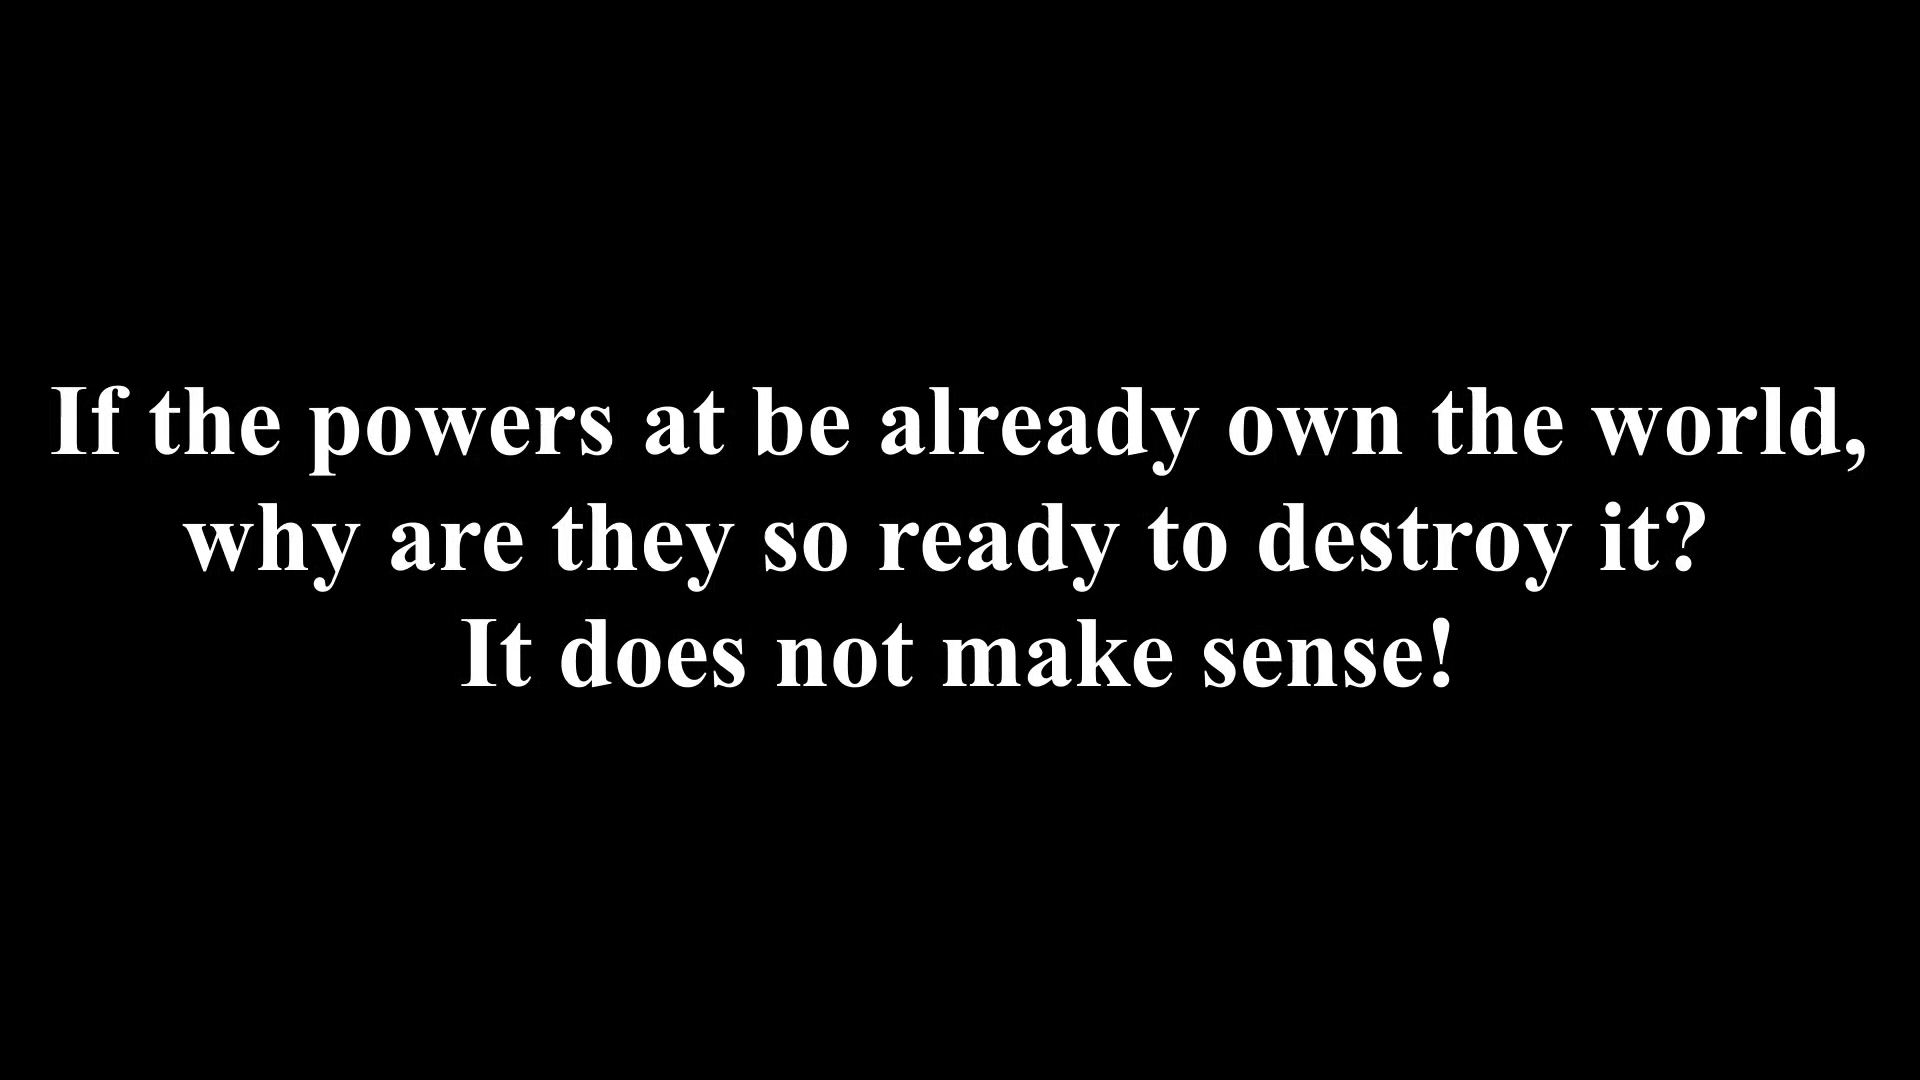 If the powers at be already own the world,
why are they so ready to destroy it?
It does not make sense!